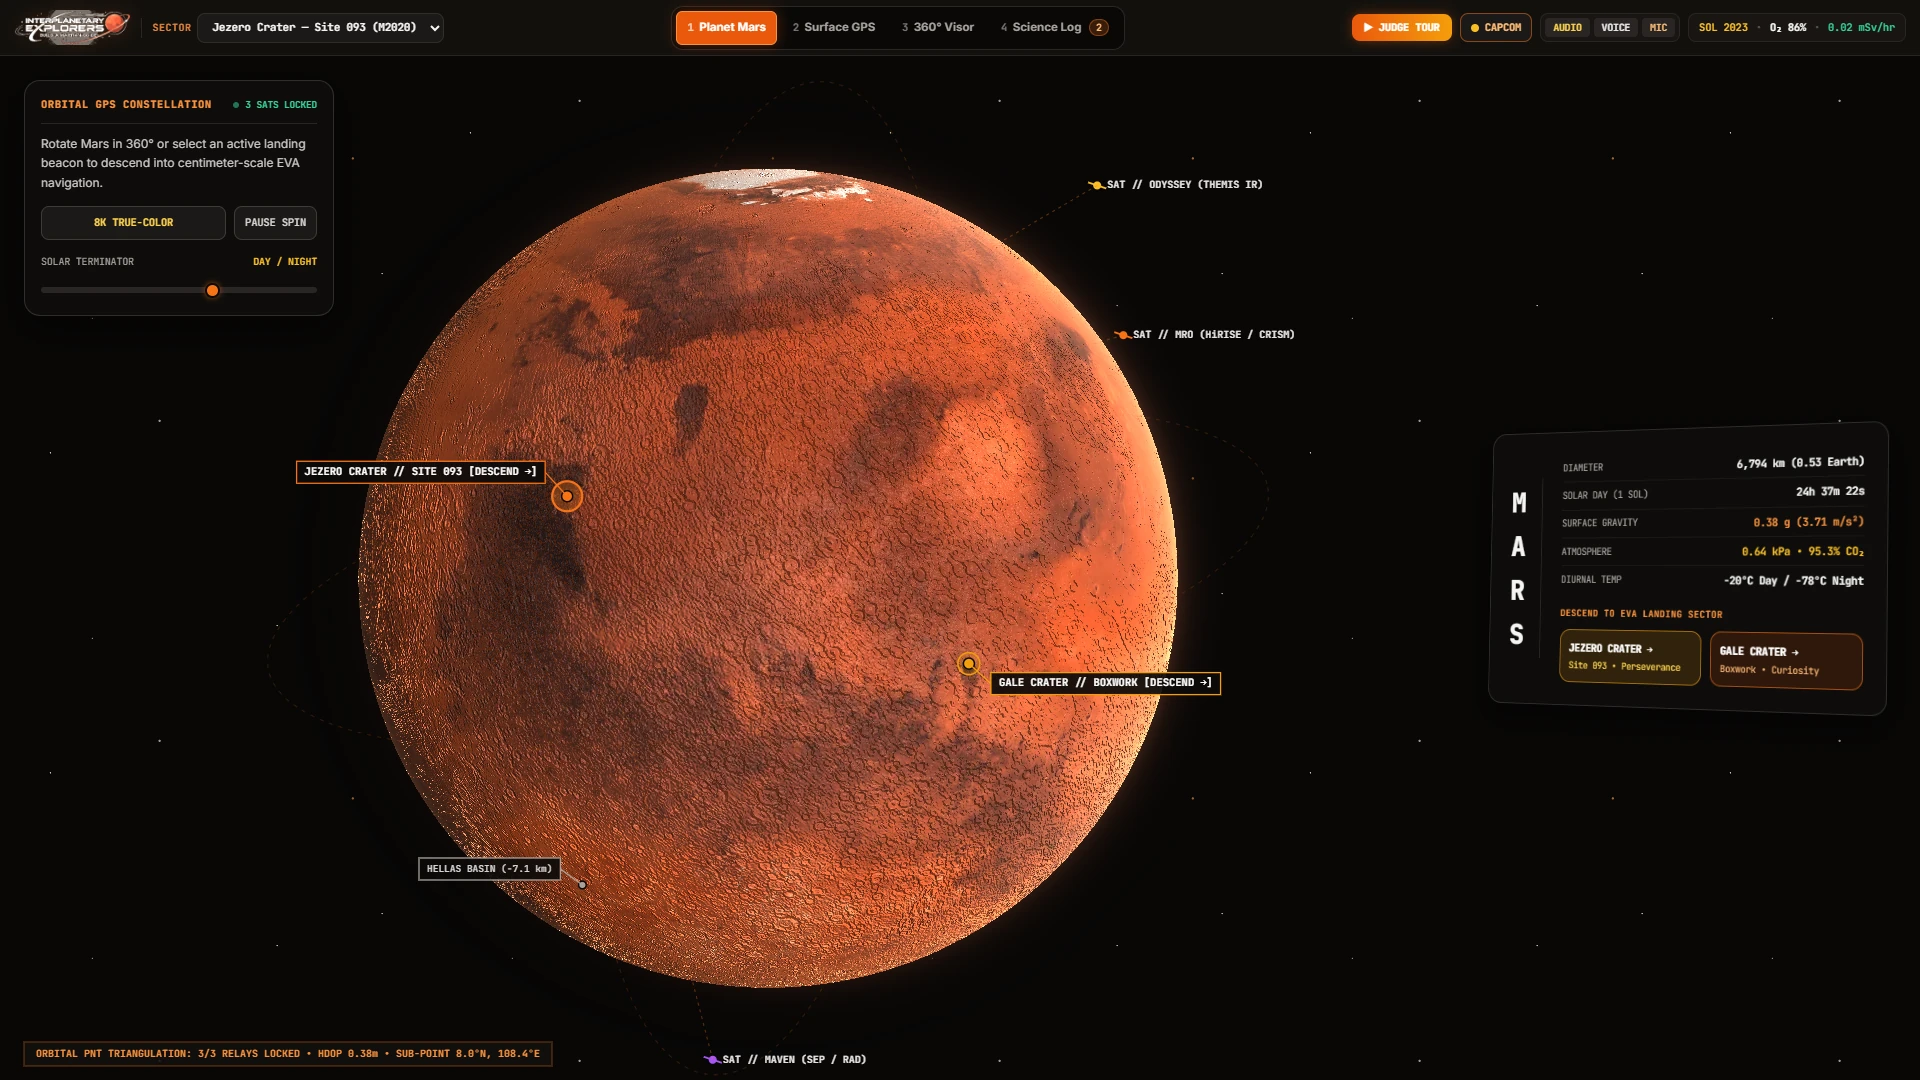 INTERPLANETARY
EXPLORERS
SECTOR
Jezero Crater — Site 093 (M2020)
1 Planet Mars
2 Surface GPS
3 360° Visor
4 Science Log 2
▶ JUDGE TOUR
CAPCOM
AUDIO
VOICE
MIC
SOL 2023 · O₂ 86% · 0.02 mSv/hr
ORBITAL GPS CONSTELLATION
3 SATS LOCKED
Rotate Mars in 360° or select an active landing
beacon to descend into centimeter-scale EVA
navigation.
8K TRUE-COLOR
PAUSE SPIN
SOLAR TERMINATOR
DAY / NIGHT
SAT // ODYSSEY (THEMIS IR)
SAT // MRO (HiRISE / CRISM)
JEZERO CRATER // SITE 093 [DESCEND →]
GALE CRATER // BOXWORK [DESCEND →]
HELLAS BASIN (-7.1 km)
SAT // MAVEN (SEP / RAD)
MARS
DIAMETER 6,794 km (0.53 Earth)
SOLAR DAY (1 SOL) 24h 37m 22s
SURFACE GRAVITY 0.38 g (3.71 m/s²)
ATMOSPHERE 0.64 kPa • 95.3% CO₂
DIURNAL TEMP -20°C Day / -78°C Night
DESCEND TO EVA LANDING SECTOR
JEZERO CRATER →
Site 093 • Perseverance
GALE CRATER →
Boxwork • Curiosity
ORBITAL PNT TRIANGULATION: 3/3 RELAYS LOCKED • HDOP 0.38m • SUB-POINT 8.0°N, 108.4°E